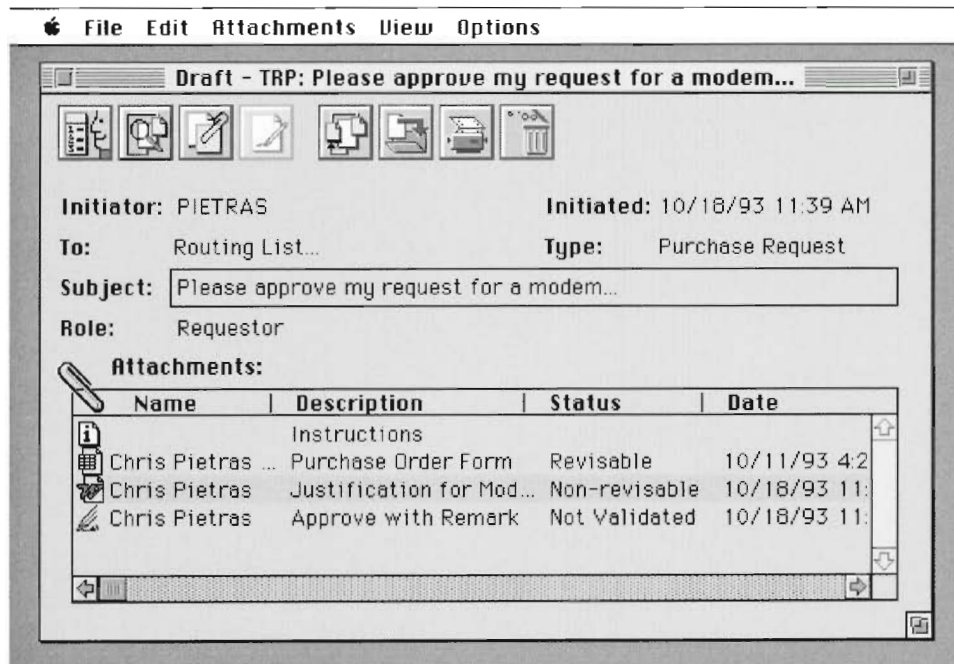 File Edit Attachments View Options
Draft - TRP: Please approve my request for a modem...
Initiator: PIETRAS Initiated: 10/18/93 11:39 AM
To: Routing List... Type: Purchase Request
Subject: Please approve my request for a modem...
Role: Requestor
Attachments:
Name | Description | Status | Date
Instructions
Chris Pietras ... Purchase Order Form Revisable 10/11/93 4:2
Chris Pietras Justification for Mod... Non-revisable 10/18/93 11:
Chris Pietras Approve with Remark Not Validated 10/18/93 11: